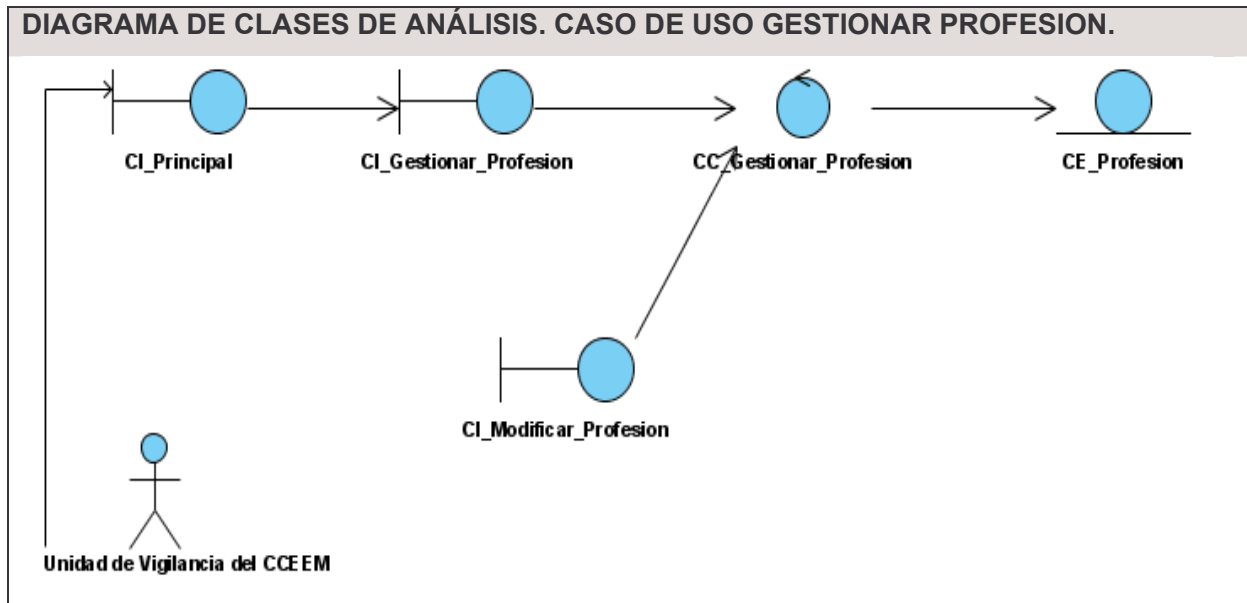 DIAGRAMA DE CLASES DE ANÁLISIS. CASO DE USO GESTIONAR PROFESION.
CI_Principal
CI_Gestionar_Profesion
CC_Gestionar_Profesion
CE_Profesion
CI_Modificar_Profesion
Unidad de Vigilancia del CCEEM